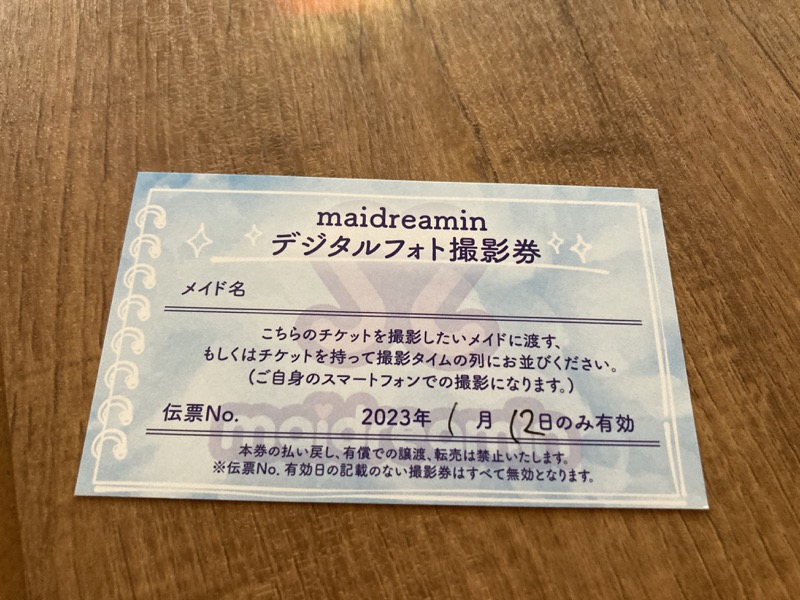 maidreamin
デジタルフォト撮影券
メイド名
こちらのチケットを撮影したいメイドに渡す、
もしくはチケットを持って撮影タイムの列にお並びください。
(ご自身のスマートフォンでの撮影になります。)
伝票No. 2023年 1 月 12日のみ有効
本券の払い戻し、有償での譲渡、転売は禁止いたします。
※伝票No. 有効日の記載のない撮影券はすべて無効となります。
maidreamin